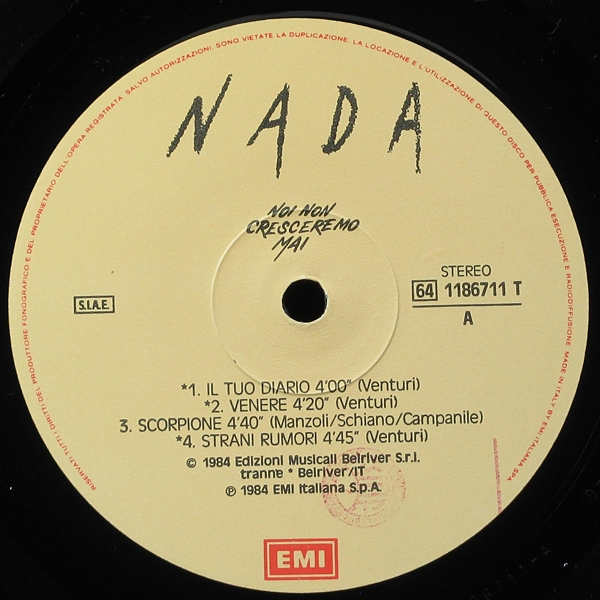 RISERVATI TUTTI I DIRITTI DEL PRODUTTORE FONOGRAFICO E DEL PROPRIETARIO DELL'OPERA REGISTRATA. SALVO AUTORIZZAZIONI, SONO VIETATE LA DUPLICAZIONE, LA LOCAZIONE E L'UTILIZZAZIONE DI QUESTO DISCO PER PUBBLICA ESECUZIONE E RADIODIFFUSIONE. MADE IN ITALY BY EMI ITALIANA SPA
NADA
NOI NON
CRESCEREMO
MAI
STEREO
64 1186711 T
S.I.A.E.
A
*1. IL TUO DIARIO 4'00" (Venturi)
*2. VENERE 4'20" (Venturi)
3. SCORPIONE 4'40" (Manzoli/Schiano/Campanile)
*4. STRANI RUMORI 4'45" (Venturi)
© 1984 Edizioni Musicali Belriver S.r.l.
tranne * Belriver/IT
℗ 1984 EMI Italiana S.p.A.
EMI